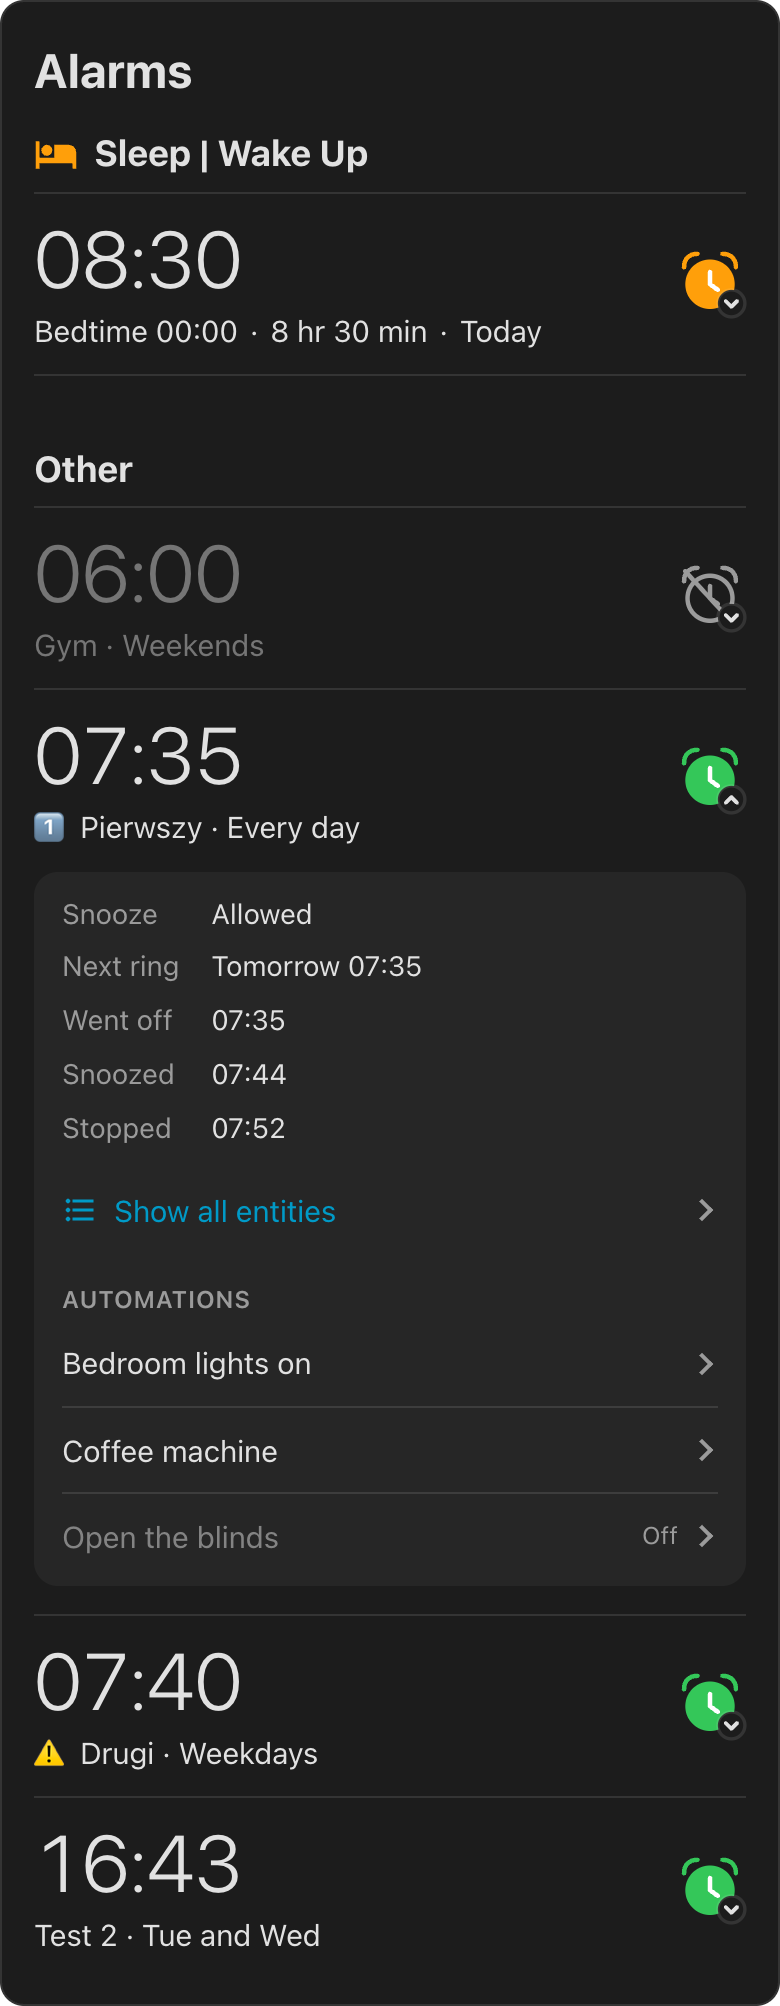 Alarms
Sleep | Wake Up
08:30
Bedtime 00:00 · 8 hr 30 min · Today
Other
06:00
Gym · Weekends
07:35
1️⃣ Pierwszy · Every day
Snooze Allowed
Next ring Tomorrow 07:35
Went off 07:35
Snoozed 07:44
Stopped 07:52
Show all entities
AUTOMATIONS
Bedroom lights on
Coffee machine
Open the blinds Off
07:40
⚠️ Drugi · Weekdays
16:43
Test 2 · Tue and Wed